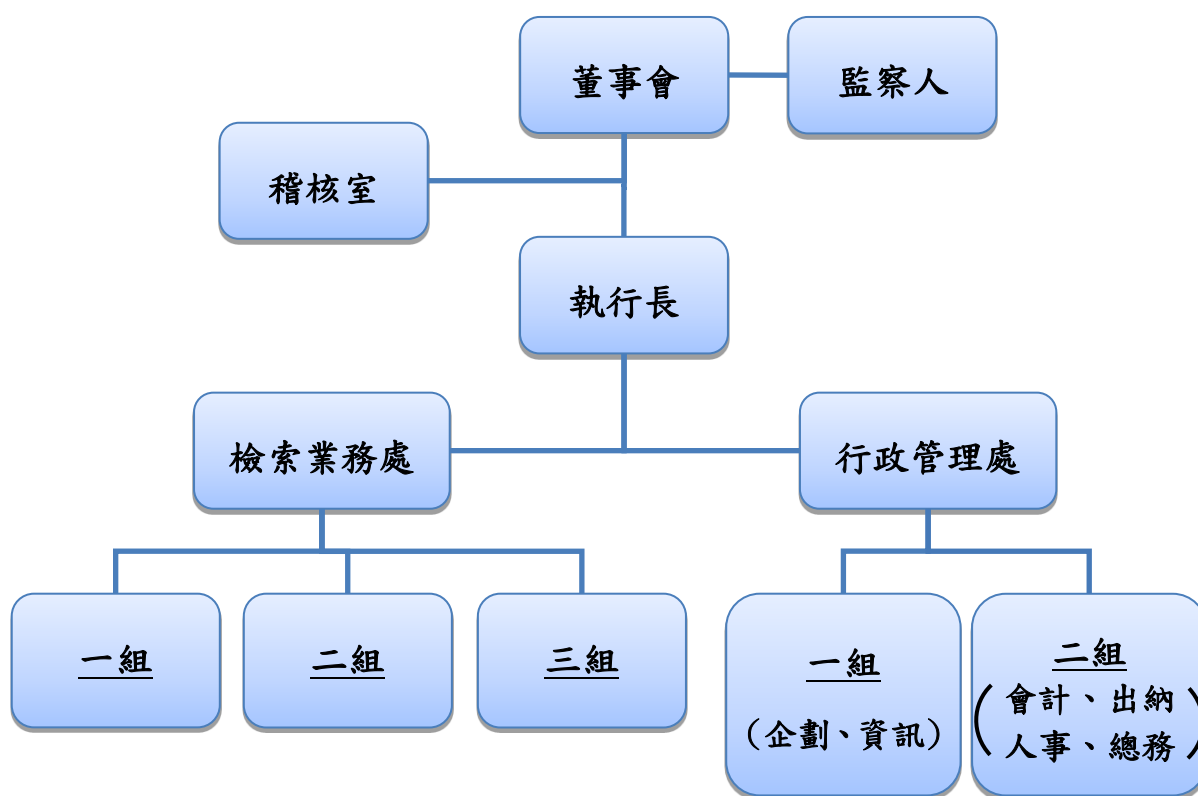 董事會
監察人
稽核室
執行長
檢索業務處
行政管理處
一組
二組
三組
一組
（企劃、資訊）
二組
(會計、出納
人事、總務)